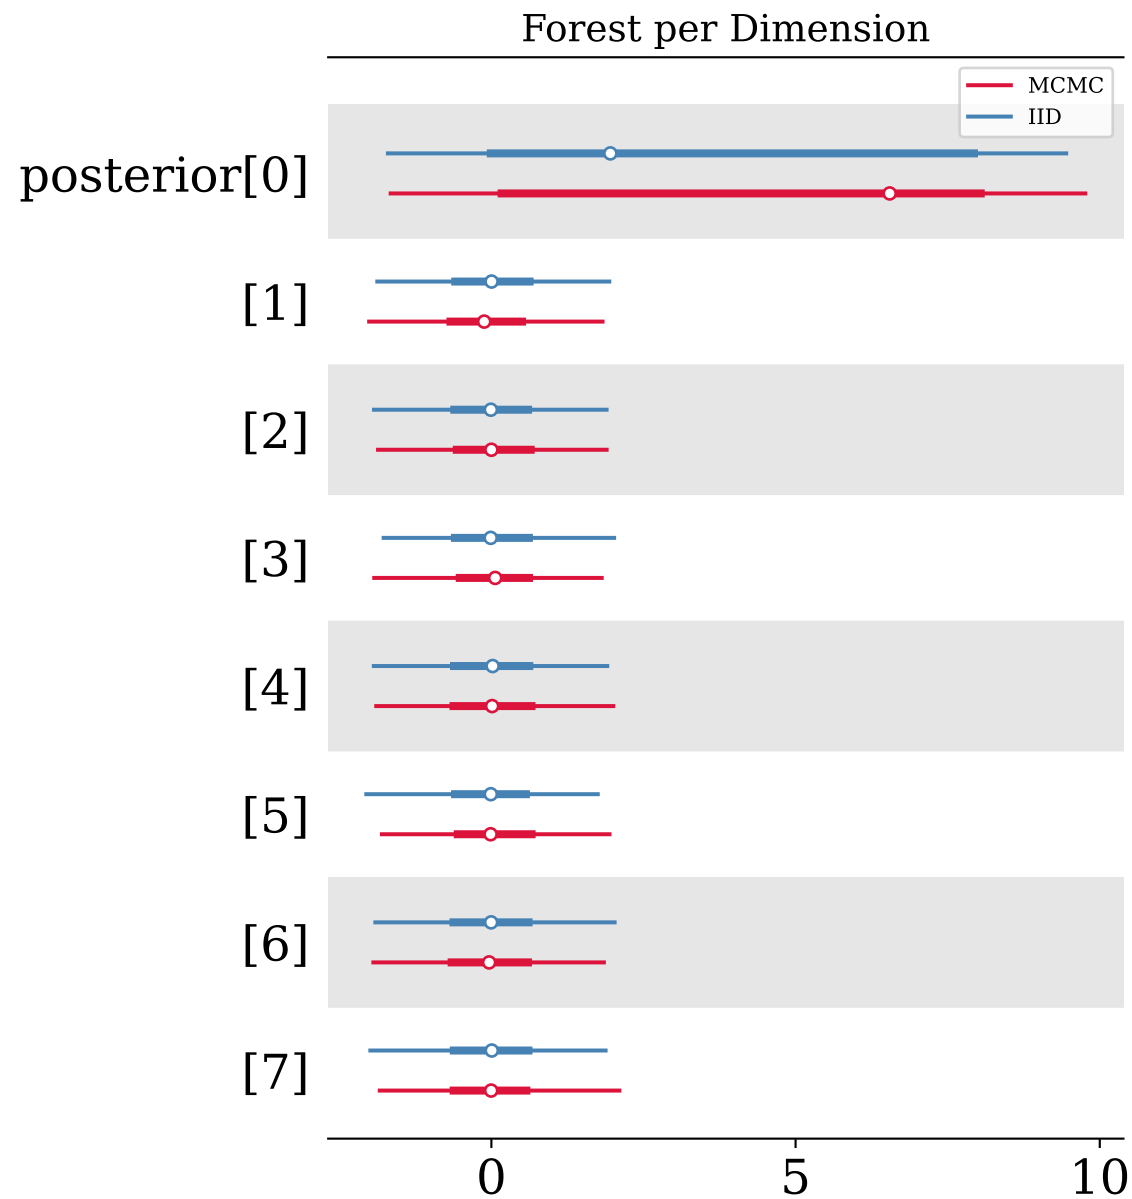 Forest per Dimension
MCMC
IID
posterior[0]
[1]
[2]
[3]
[4]
[5]
[6]
[7]
0 5 10